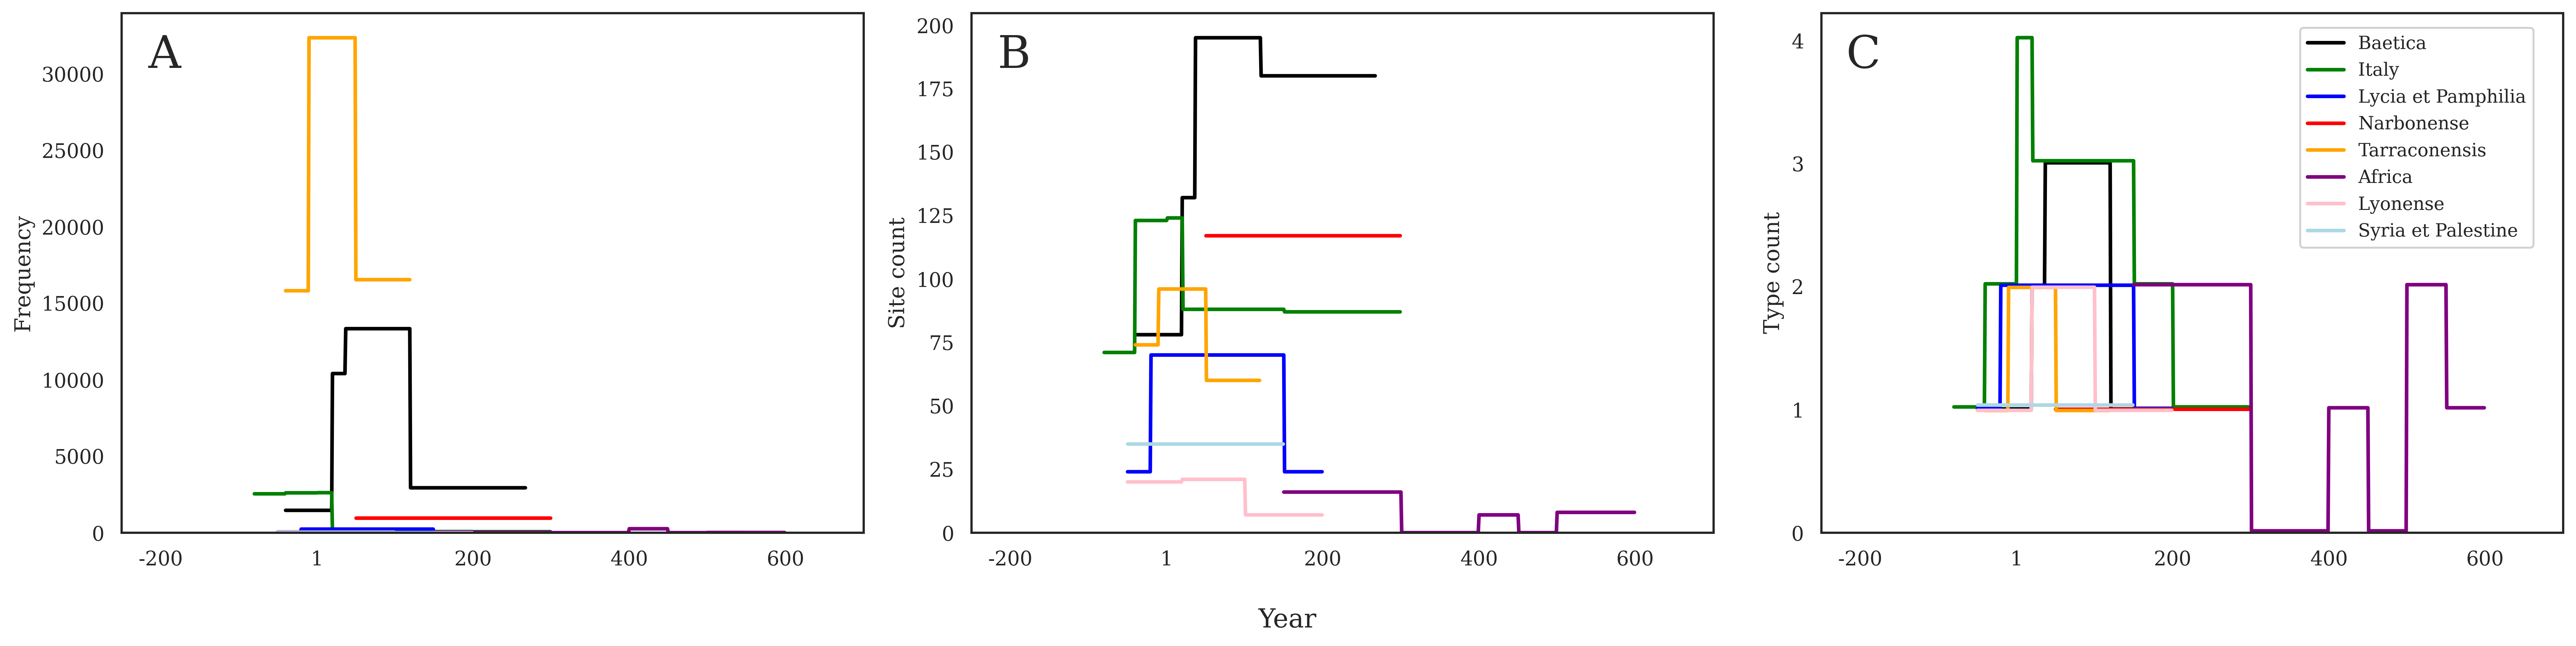 A
Frequency
30000
25000
20000
15000
10000
5000
0
-200 1 200 400 600
B
Site count
200
175
150
125
100
75
50
25
0
-200 1 200 400 600
Year
C
Type count
4
3
2
1
0
-200 1 200 400 600
Baetica
Italy
Lycia et Pamphilia
Narbonense
Tarraconensis
Africa
Lyonense
Syria et Palestine